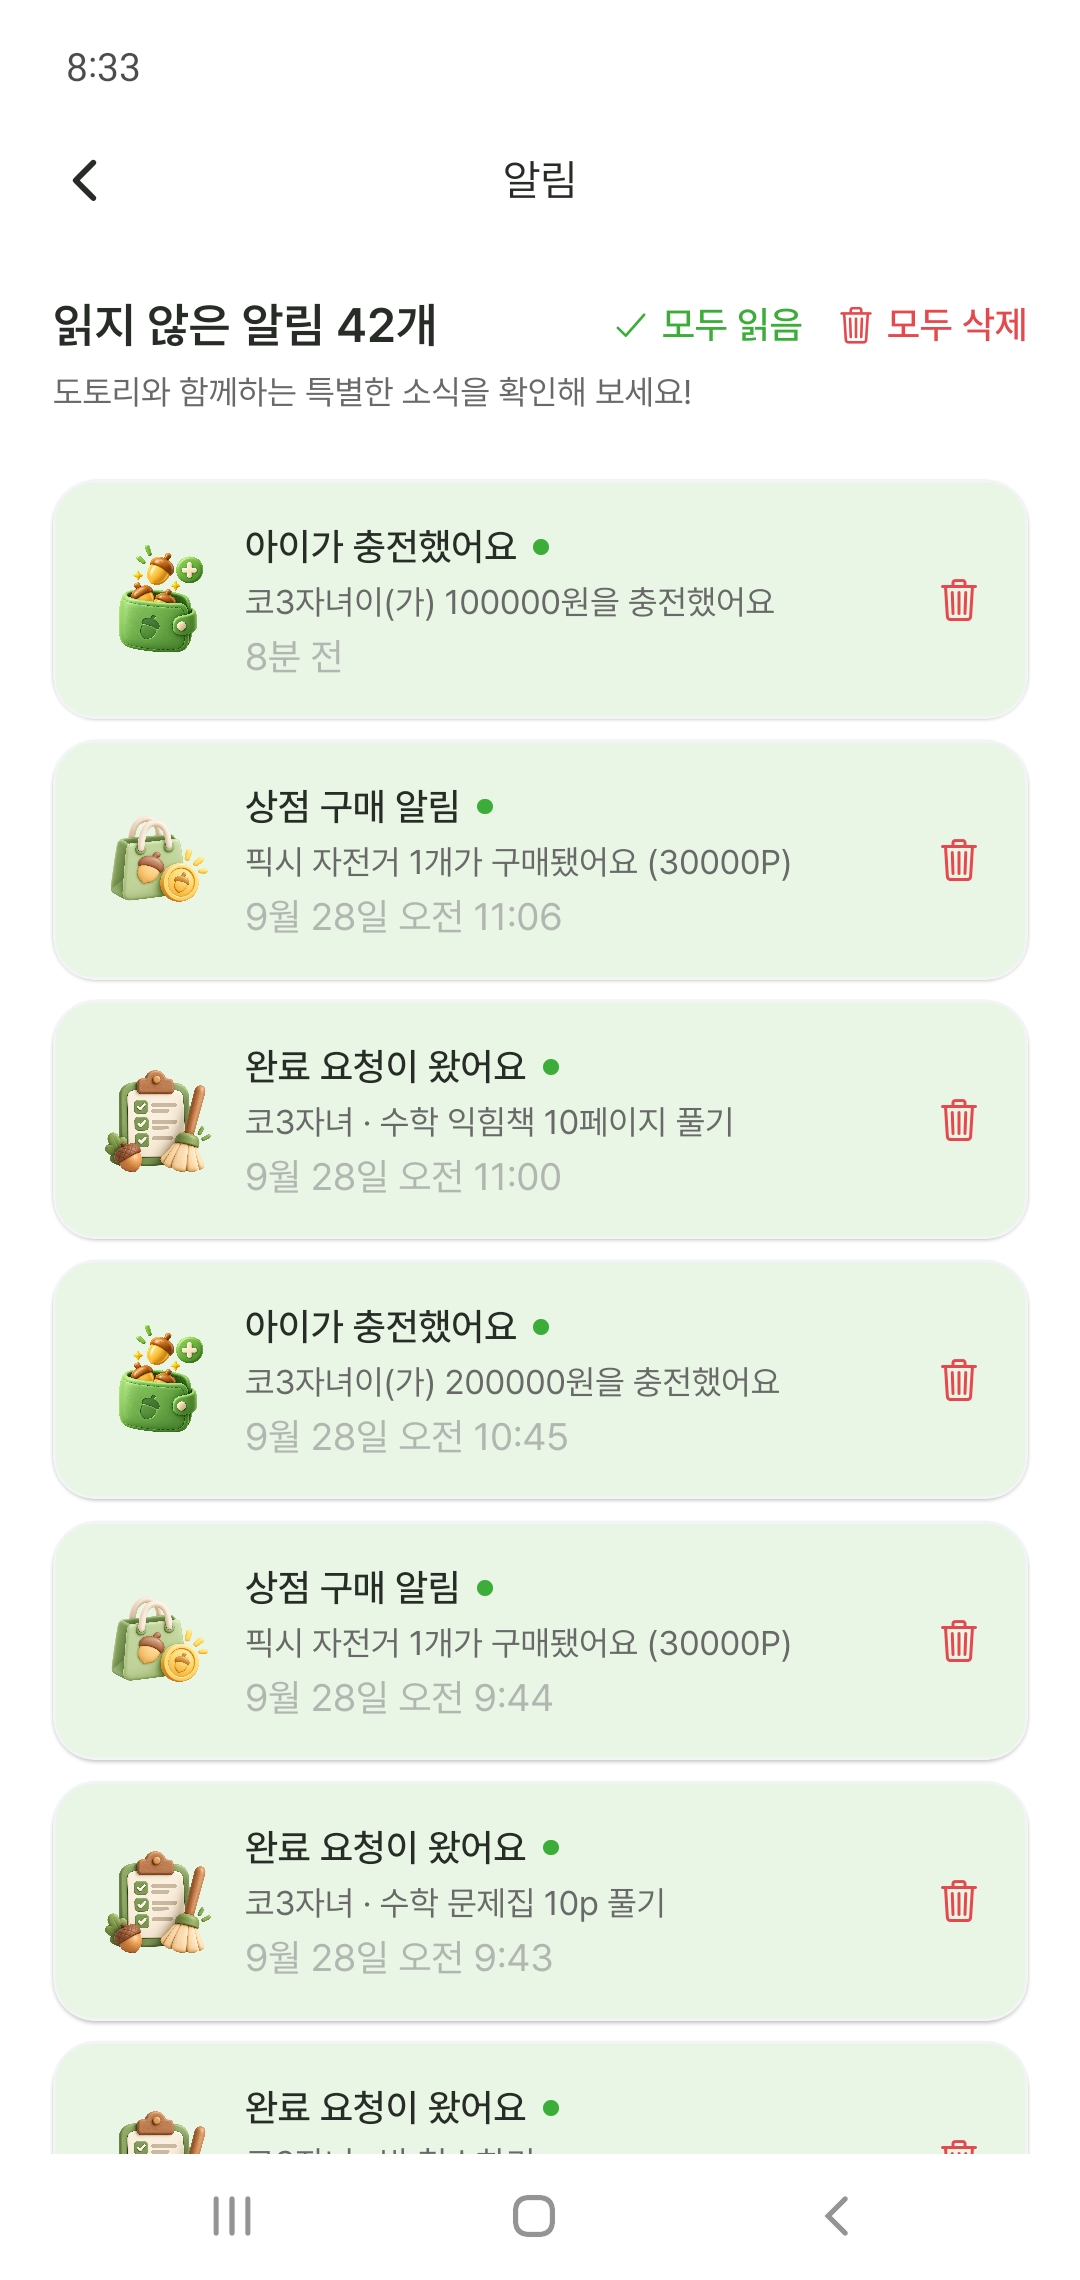 8:33
알림
읽지 않은 알림 42개
모두 읽음
모두 삭제
도토리와 함께하는 특별한 소식을 확인해 보세요!
아이가 충전했어요
코3자녀이(가) 100000원을 충전했어요
8분 전
상점 구매 알림
픽시 자전거 1개가 구매됐어요 (30000P)
9월 28일 오전 11:06
완료 요청이 왔어요
코3자녀 · 수학 익힘책 10페이지 풀기
9월 28일 오전 11:00
아이가 충전했어요
코3자녀이(가) 200000원을 충전했어요
9월 28일 오전 10:45
상점 구매 알림
픽시 자전거 1개가 구매됐어요 (30000P)
9월 28일 오전 9:44
완료 요청이 왔어요
코3자녀 · 수학 문제집 10p 풀기
9월 28일 오전 9:43
완료 요청이 왔어요